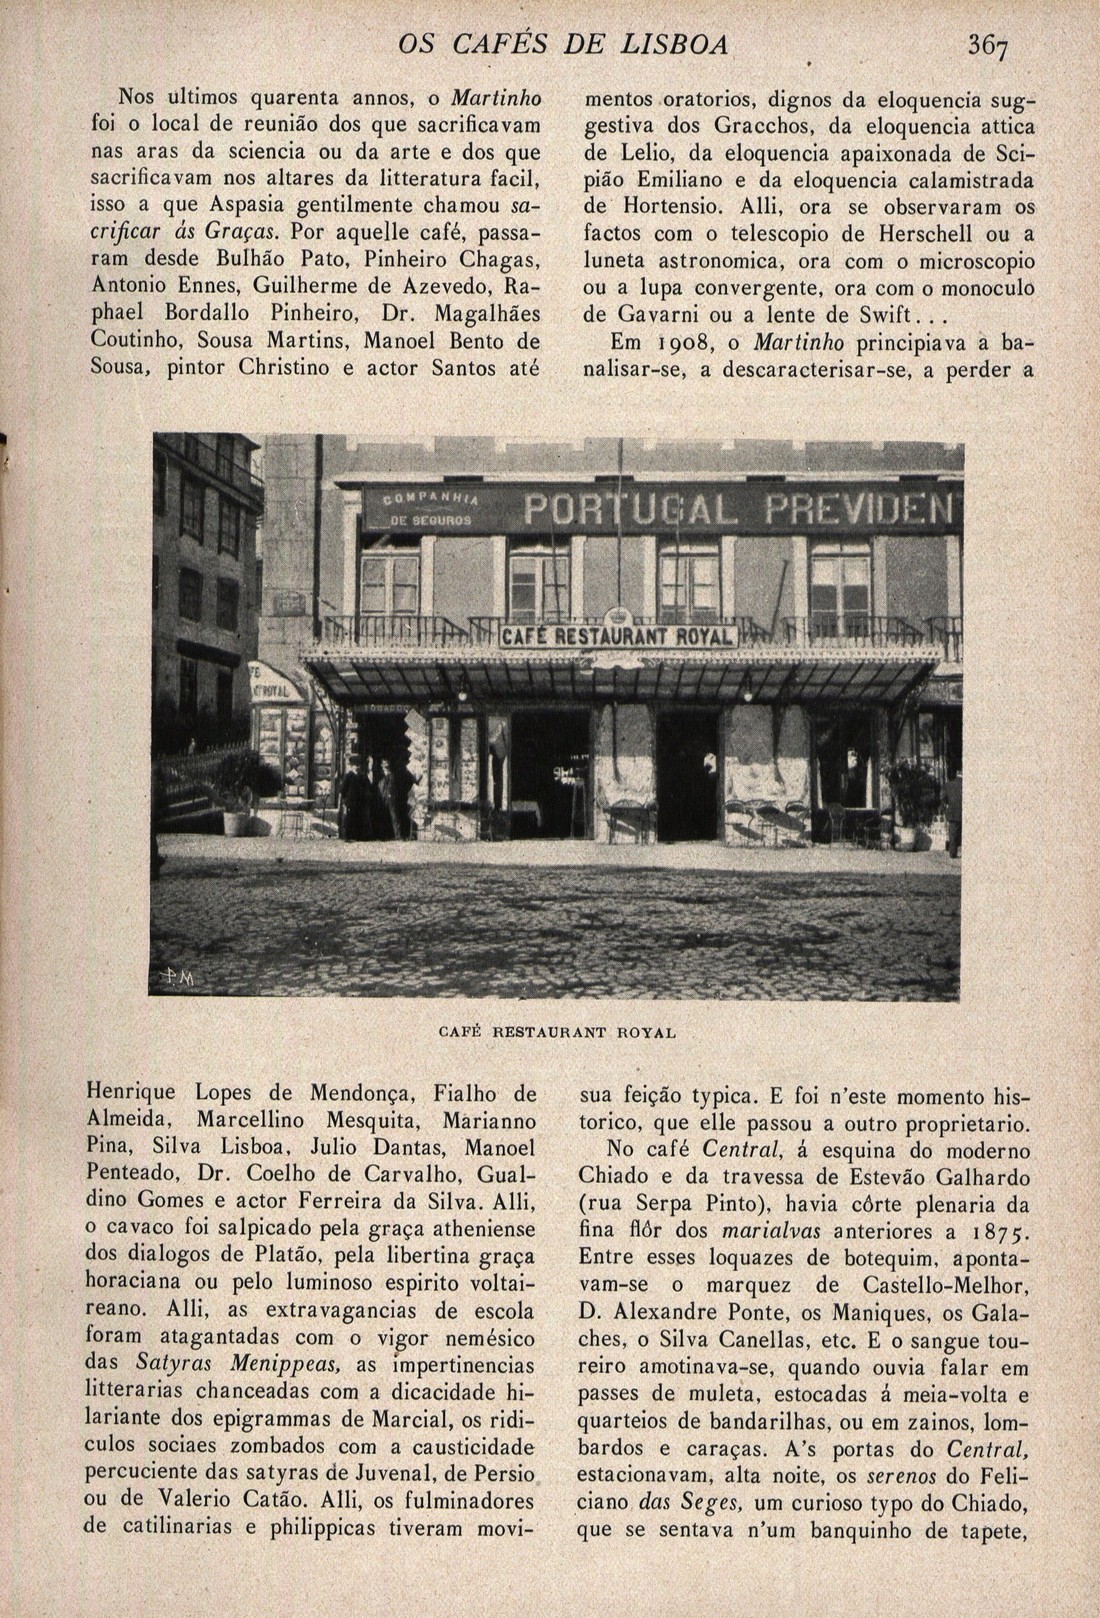 OS CAFÉS DE LISBOA
367
Nos ultimos quarenta annos, o Martinho
foi o local de reunião dos que sacrificavam
nas aras da sciencia ou da arte e dos que
sacrificavam nos altares da litteratura facil,
isso a que Aspasia gentilmente chamou sa-
crificar ás Graças. Por aquelle café, passa-
ram desde Bulhão Pato, Pinheiro Chagas,
Antonio Ennes, Guilherme de Azevedo, Ra-
phael Bordallo Pinheiro, Dr. Magalhães
Coutinho, Sousa Martins, Manoel Bento de
Sousa, pintor Christino e actor Santos até
Henrique Lopes de Mendonça, Fialho de
Almeida, Marcellino Mesquita, Marianno
Pina, Silva Lisboa, Julio Dantas, Manoel
Penteado, Dr. Coelho de Carvalho, Gual-
dino Gomes e actor Ferreira da Silva. Alli,
o cavaco foi salpicado pela graça atheniense
dos dialogos de Platão, pela libertina graça
horaciana ou pelo luminoso espirito voltai-
reano. Alli, as extravagancias de escola
foram atagantadas com o vigor nemésico
das Satyras Menippeas, as impertinencias
litterarias chanceadas com a dicacidade hi-
lariante dos epigrammas de Marcial, os ridi-
culos sociaes zombados com a causticidade
percuciente das satyras de Juvenal, de Persio
ou de Valerio Catão. Alli, os fulminadores
de catilinarias e philippicas tiveram movi-
mentos oratorios, dignos da eloquencia sug-
gestiva dos Gracchos, da eloquencia attica
de Lelio, da eloquencia apaixonada de Sci-
pião Emiliano e da eloquencia calamistrada
de Hortensio. Alli, ora se observaram os
factos com o telescopio de Herschell ou a
luneta astronomica, ora com o microscopio
ou a lupa convergente, ora com o monoculo
de Gavarni ou a lente de Swift...
Em 1908, o Martinho principiava a ba-
nalisar-se, a descaracterisar-se, a perder a
sua feição typica. E foi n'este momento his-
torico, que elle passou a outro proprietario.
No café Central, á esquina do moderno
Chiado e da travessa de Estevão Galhardo
(rua Serpa Pinto), havia côrte plenaria da
fina flôr dos marialvas anteriores a 1875.
Entre esses loquazes de botequim, aponta-
vam-se o marquez de Castello-Melhor,
D. Alexandre Ponte, os Maniques, os Gala-
ches, o Silva Canellas, etc. E o sangue tou-
reiro amotinava-se, quando ouvia falar em
passes de muleta, estocadas á meia-volta e
quarteios de bandarilhas, ou em zainos, lom-
bardos e caraças. A's portas do Central,
estacionavam, alta noite, os serenos do Feli-
ciano das Seges, um curioso typo do Chiado,
que se sentava n'um banquinho de tapete,
COMPANHIA
DE SEGUROS
PORTUGAL PREVIDEN
CAFÉ RESTAURANT ROYAL
ROYAL
P.M
CAFÉ RESTAURANT ROYAL